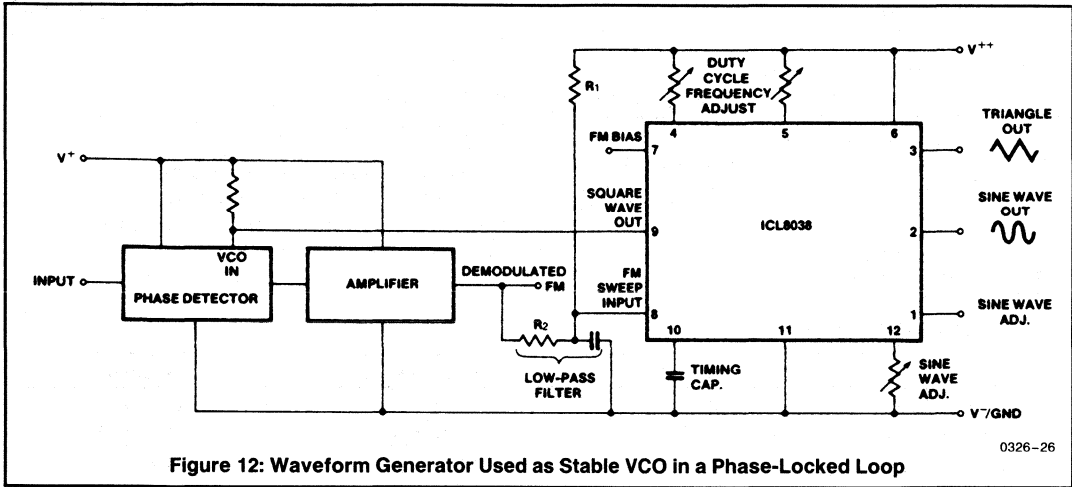 V++
DUTY
CYCLE
FREQUENCY
ADJUST
R1
4
5
6
TRIANGLE
OUT
FM BIAS
7
3
V+
SQUARE
WAVE
OUT
SINE WAVE
OUT
9
ICL8038
2
VCO
IN
INPUT
PHASE DETECTOR
AMPLIFIER
DEMODULATED
FM
FM
SWEEP
INPUT
8
1
SINE WAVE
ADJ.
R2
10
11
12
LOW-PASS
FILTER
TIMING
CAP.
SINE
WAVE
ADJ.
V-/GND
0326-26
Figure 12: Waveform Generator Used as Stable VCO in a Phase-Locked Loop